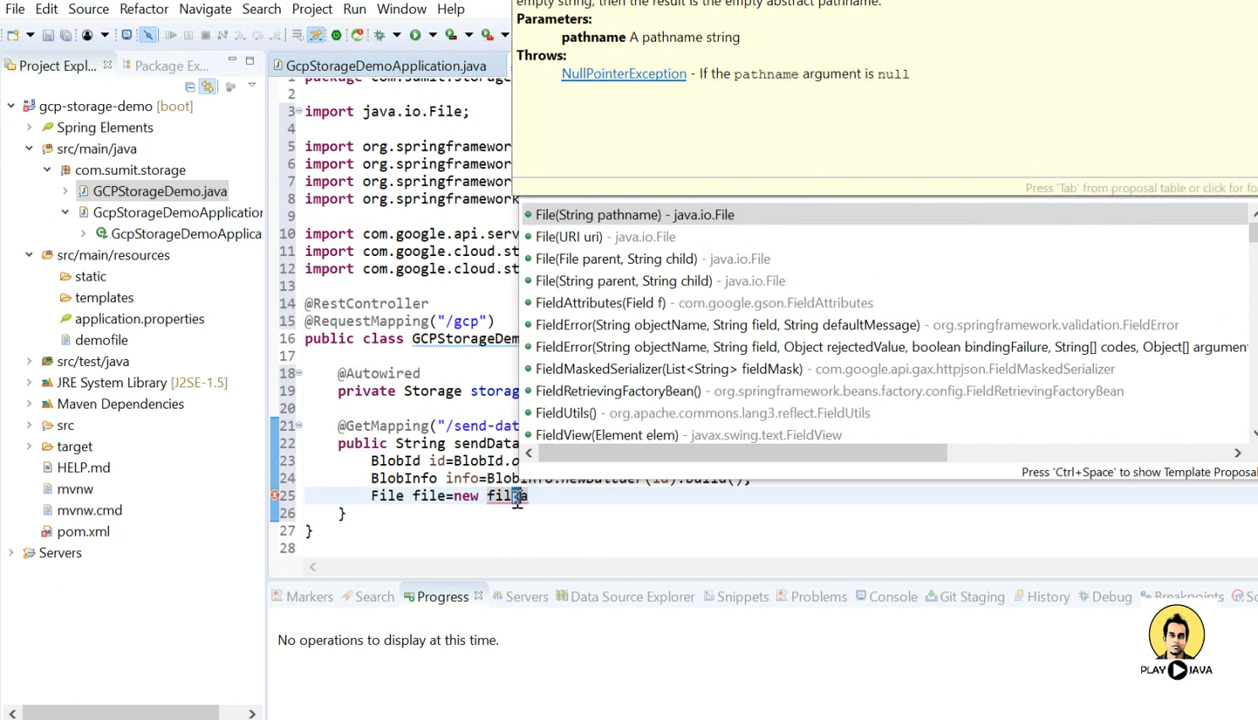 File Edit Source Refactor Navigate Search Project Run Window Help
empty string, then the result is the empty abstract pathname.
Parameters:
pathname A pathname string
Throws:
NullPointerException - If the pathname argument is null
Press 'Tab' from proposal table or click for fo
Project Expl... Package Ex...
gcp-storage-demo [boot]
Spring Elements
src/main/java
com.sumit.storage
GCPStorageDemo.java
GcpStorageDemoApplication
GcpStorageDemoApplica
src/main/resources
static
templates
application.properties
demofile
src/test/java
JRE System Library [J2SE-1.5]
Maven Dependencies
src
target
HELP.md
mvnw
mvnw.cmd
pom.xml
Servers
GcpStorageDemoApplication.java
1 package com.sumit.storage
2
3 import java.io.File;
4
5 import org.springframework
6 import org.springframework
7 import org.springframework
8 import org.springframework
9
10 import com.google.api.serv
11 import com.google.cloud.st
12 import com.google.cloud.st
13
14 @RestController
15 @RequestMapping("/gcp")
16 public class GCPStorageDem
17
18 @Autowired
19 private Storage storag
20
21 @GetMapping("/send-dat
22 public String sendData
23 BlobId id=BlobId.o
24 BlobInfo info=BlobInfo.newBuilder(id).build();
25 File file=new
26 }
27 }
28
File(String pathname) - java.io.File
File(URI uri) - java.io.File
File(File parent, String child) - java.io.File
File(String parent, String child) - java.io.File
FieldAttributes(Field f) - com.google.gson.FieldAttributes
FieldError(String objectName, String field, String defaultMessage) - org.springframework.validation.FieldError
FieldError(String objectName, String field, Object rejectedValue, boolean bindingFailure, String[] codes, Object[] argument
FieldMaskedSerializer(List<String> fieldMask) - com.google.api.gax.httpjson.FieldMaskedSerializer
FieldRetrievingFactoryBean() - org.springframework.beans.factory.config.FieldRetrievingFactoryBean
FieldUtils() - org.apache.commons.lang3.reflect.FieldUtils
FieldView(Element elem) - javax.swing.text.FieldView
Press 'Ctrl+Space' to show Template Proposal
Markers Search Progress Servers Data Source Explorer Snippets Problems Console Git Staging History Debug Breakpoints Sc
No operations to display at this time.
PLAY JAVA